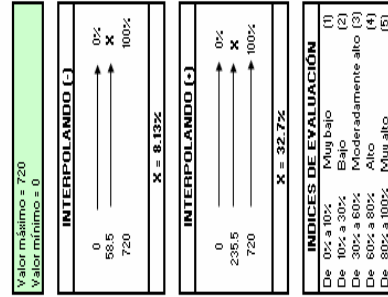 Valor máximo = 720
Valor mínimo = 0
INTERPOLANDO (-)
0 0%
58.5 X
720 100%
X = 8.13%
INTERPOLANDO (+)
0 0%
235.5 X
720 100%
X = 32.7%
INDICES DE EVALUACIÓN
De 0% a 10% Muy bajo (1)
De 10% a 30% Bajo (2)
De 30% a 60% Moderadamente alto (3)
De 60% a 80% Alto (4)
De 80% a 100% Muy alto (5)